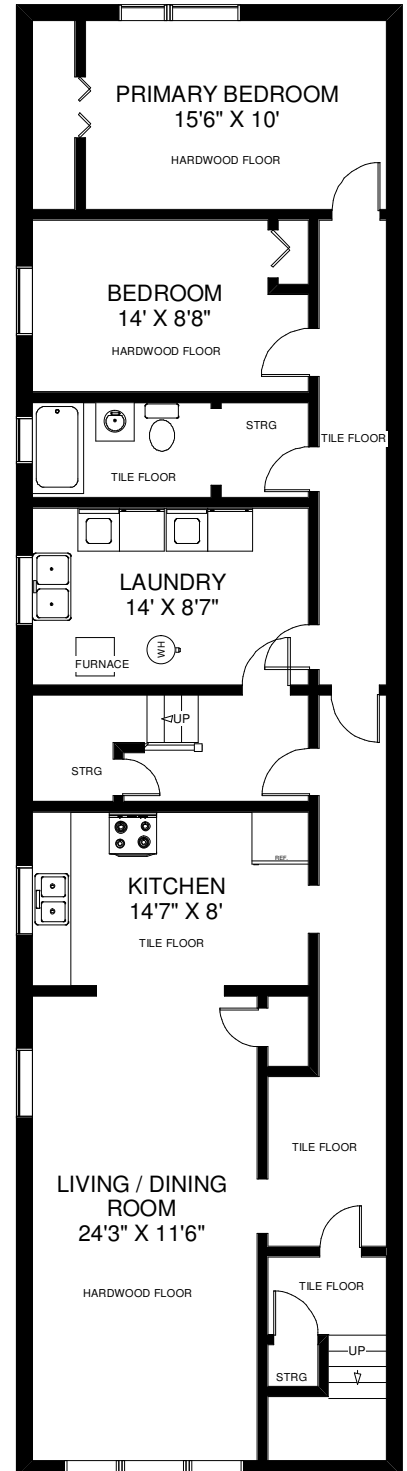 PRIMARY BEDROOM
15'6" X 10'
HARDWOOD FLOOR
BEDROOM
14' X 8'8"
HARDWOOD FLOOR
STRG
TILE FLOOR
TILE FLOOR
LAUNDRY
14' X 8'7"
FURNACE
WH
UP
STRG
REF.
KITCHEN
14'7" X 8'
TILE FLOOR
TILE FLOOR
LIVING / DINING
ROOM
24'3" X 11'6"
HARDWOOD FLOOR
TILE FLOOR
UP
STRG